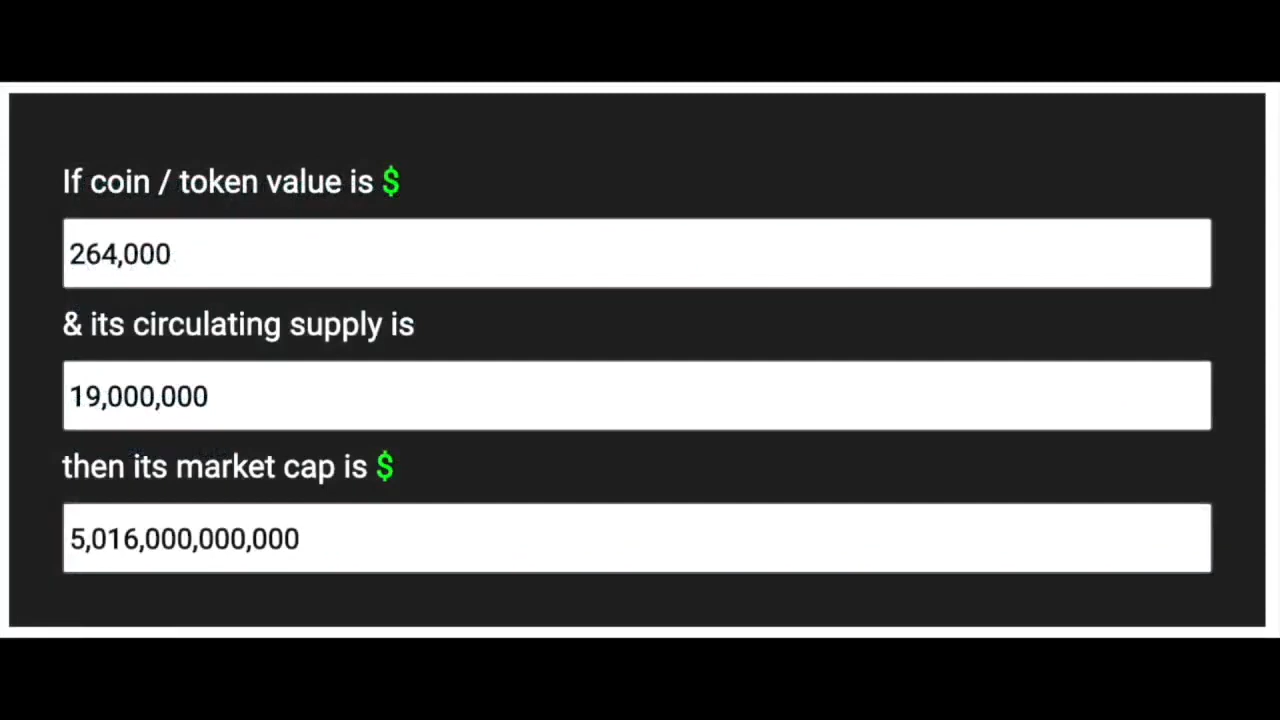 If coin / token value is $
264,000
& its circulating supply is
19,000,000
then its market cap is $
5,016,000,000,000